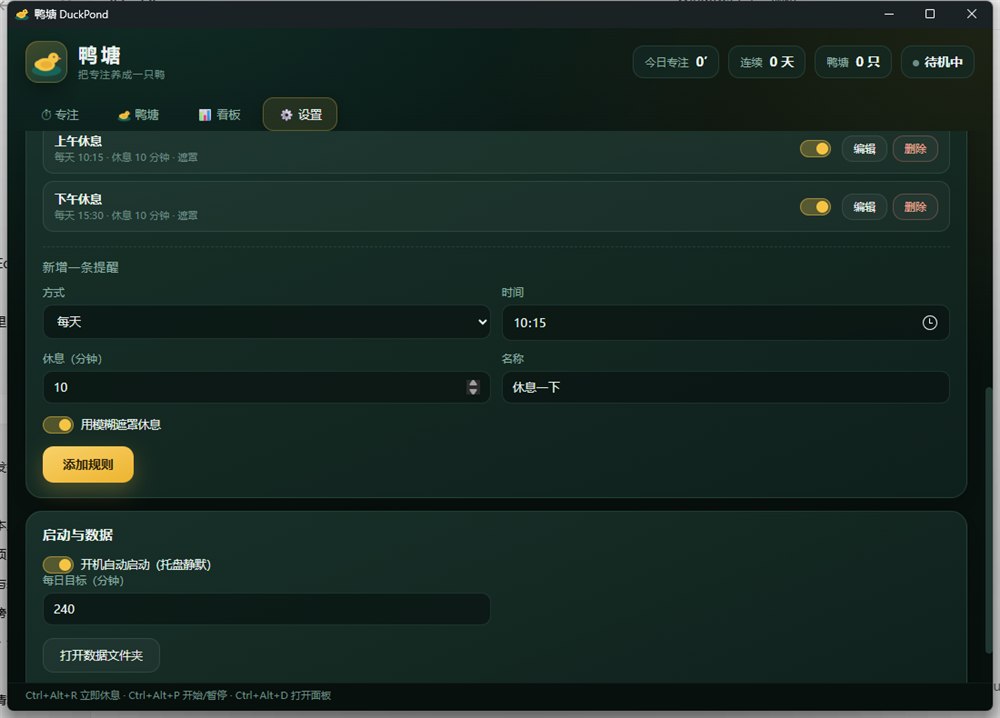 鸭塘 DuckPond
鸭塘
把专注养成一只鸭
今日专注 0′
连续 0 天
鸭塘 0 只
待机中
专注
鸭塘
看板
设置
上午休息
每天 10:15 · 休息 10 分钟 · 遮罩
编辑
删除
下午休息
每天 15:30 · 休息 10 分钟 · 遮罩
编辑
删除
新增一条提醒
方式
时间
每天
10:15
休息（分钟）
名称
10
休息一下
用模糊遮罩休息
添加规则
启动与数据
开机自动启动（托盘静默）
每日目标（分钟）
240
打开数据文件夹
Ctrl+Alt+R 立即休息 · Ctrl+Alt+P 开始/暂停 · Ctrl+Alt+D 打开面板